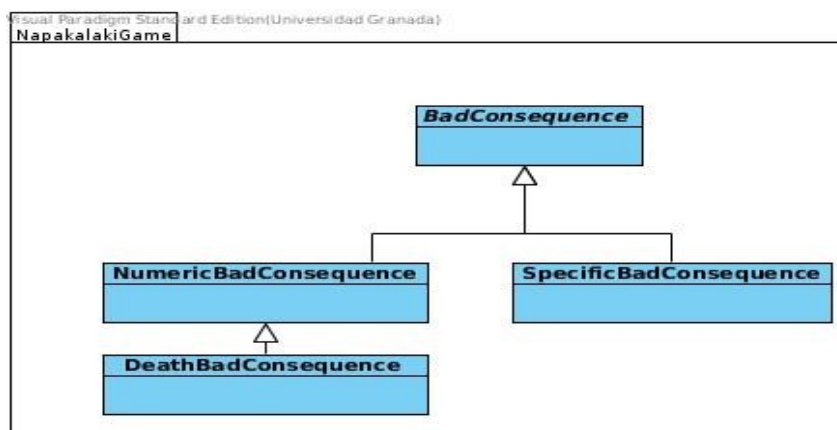 Visual Paradigm Standard Edition(Universidad Granada)
NapakalakiGame
BadConsequence
NumericBadConsequence
SpecificBadConsequence
DeathBadConsequence